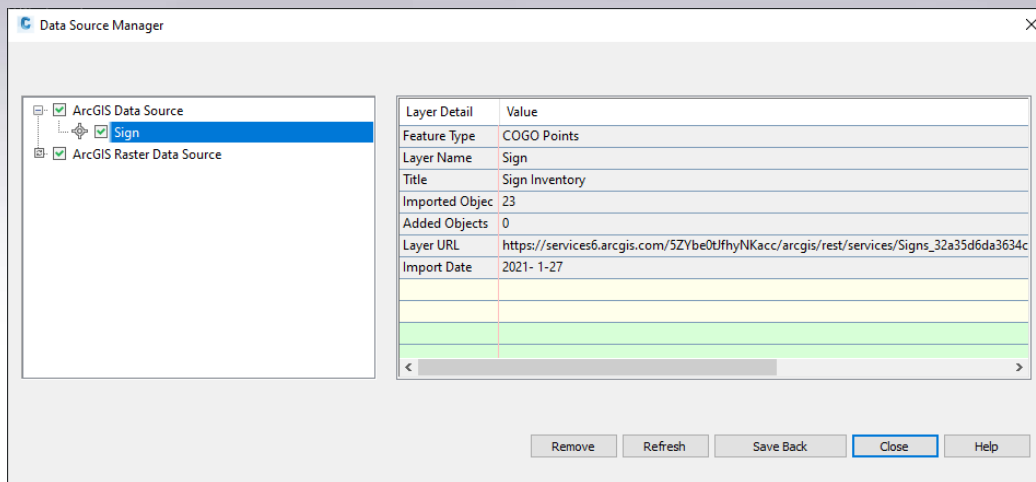 Data Source Manager
ArcGIS Data Source
Sign
ArcGIS Raster Data Source
Layer Detail Value
Feature Type COGO Points
Layer Name Sign
Title Sign Inventory
Imported Objec 23
Added Objects 0
Layer URL https://services6.arcgis.com/5ZYbe0tJfhyNKacc/arcgis/rest/services/Signs_32a35d6da3634c
Import Date 2021- 1-27
Remove Refresh Save Back Close Help